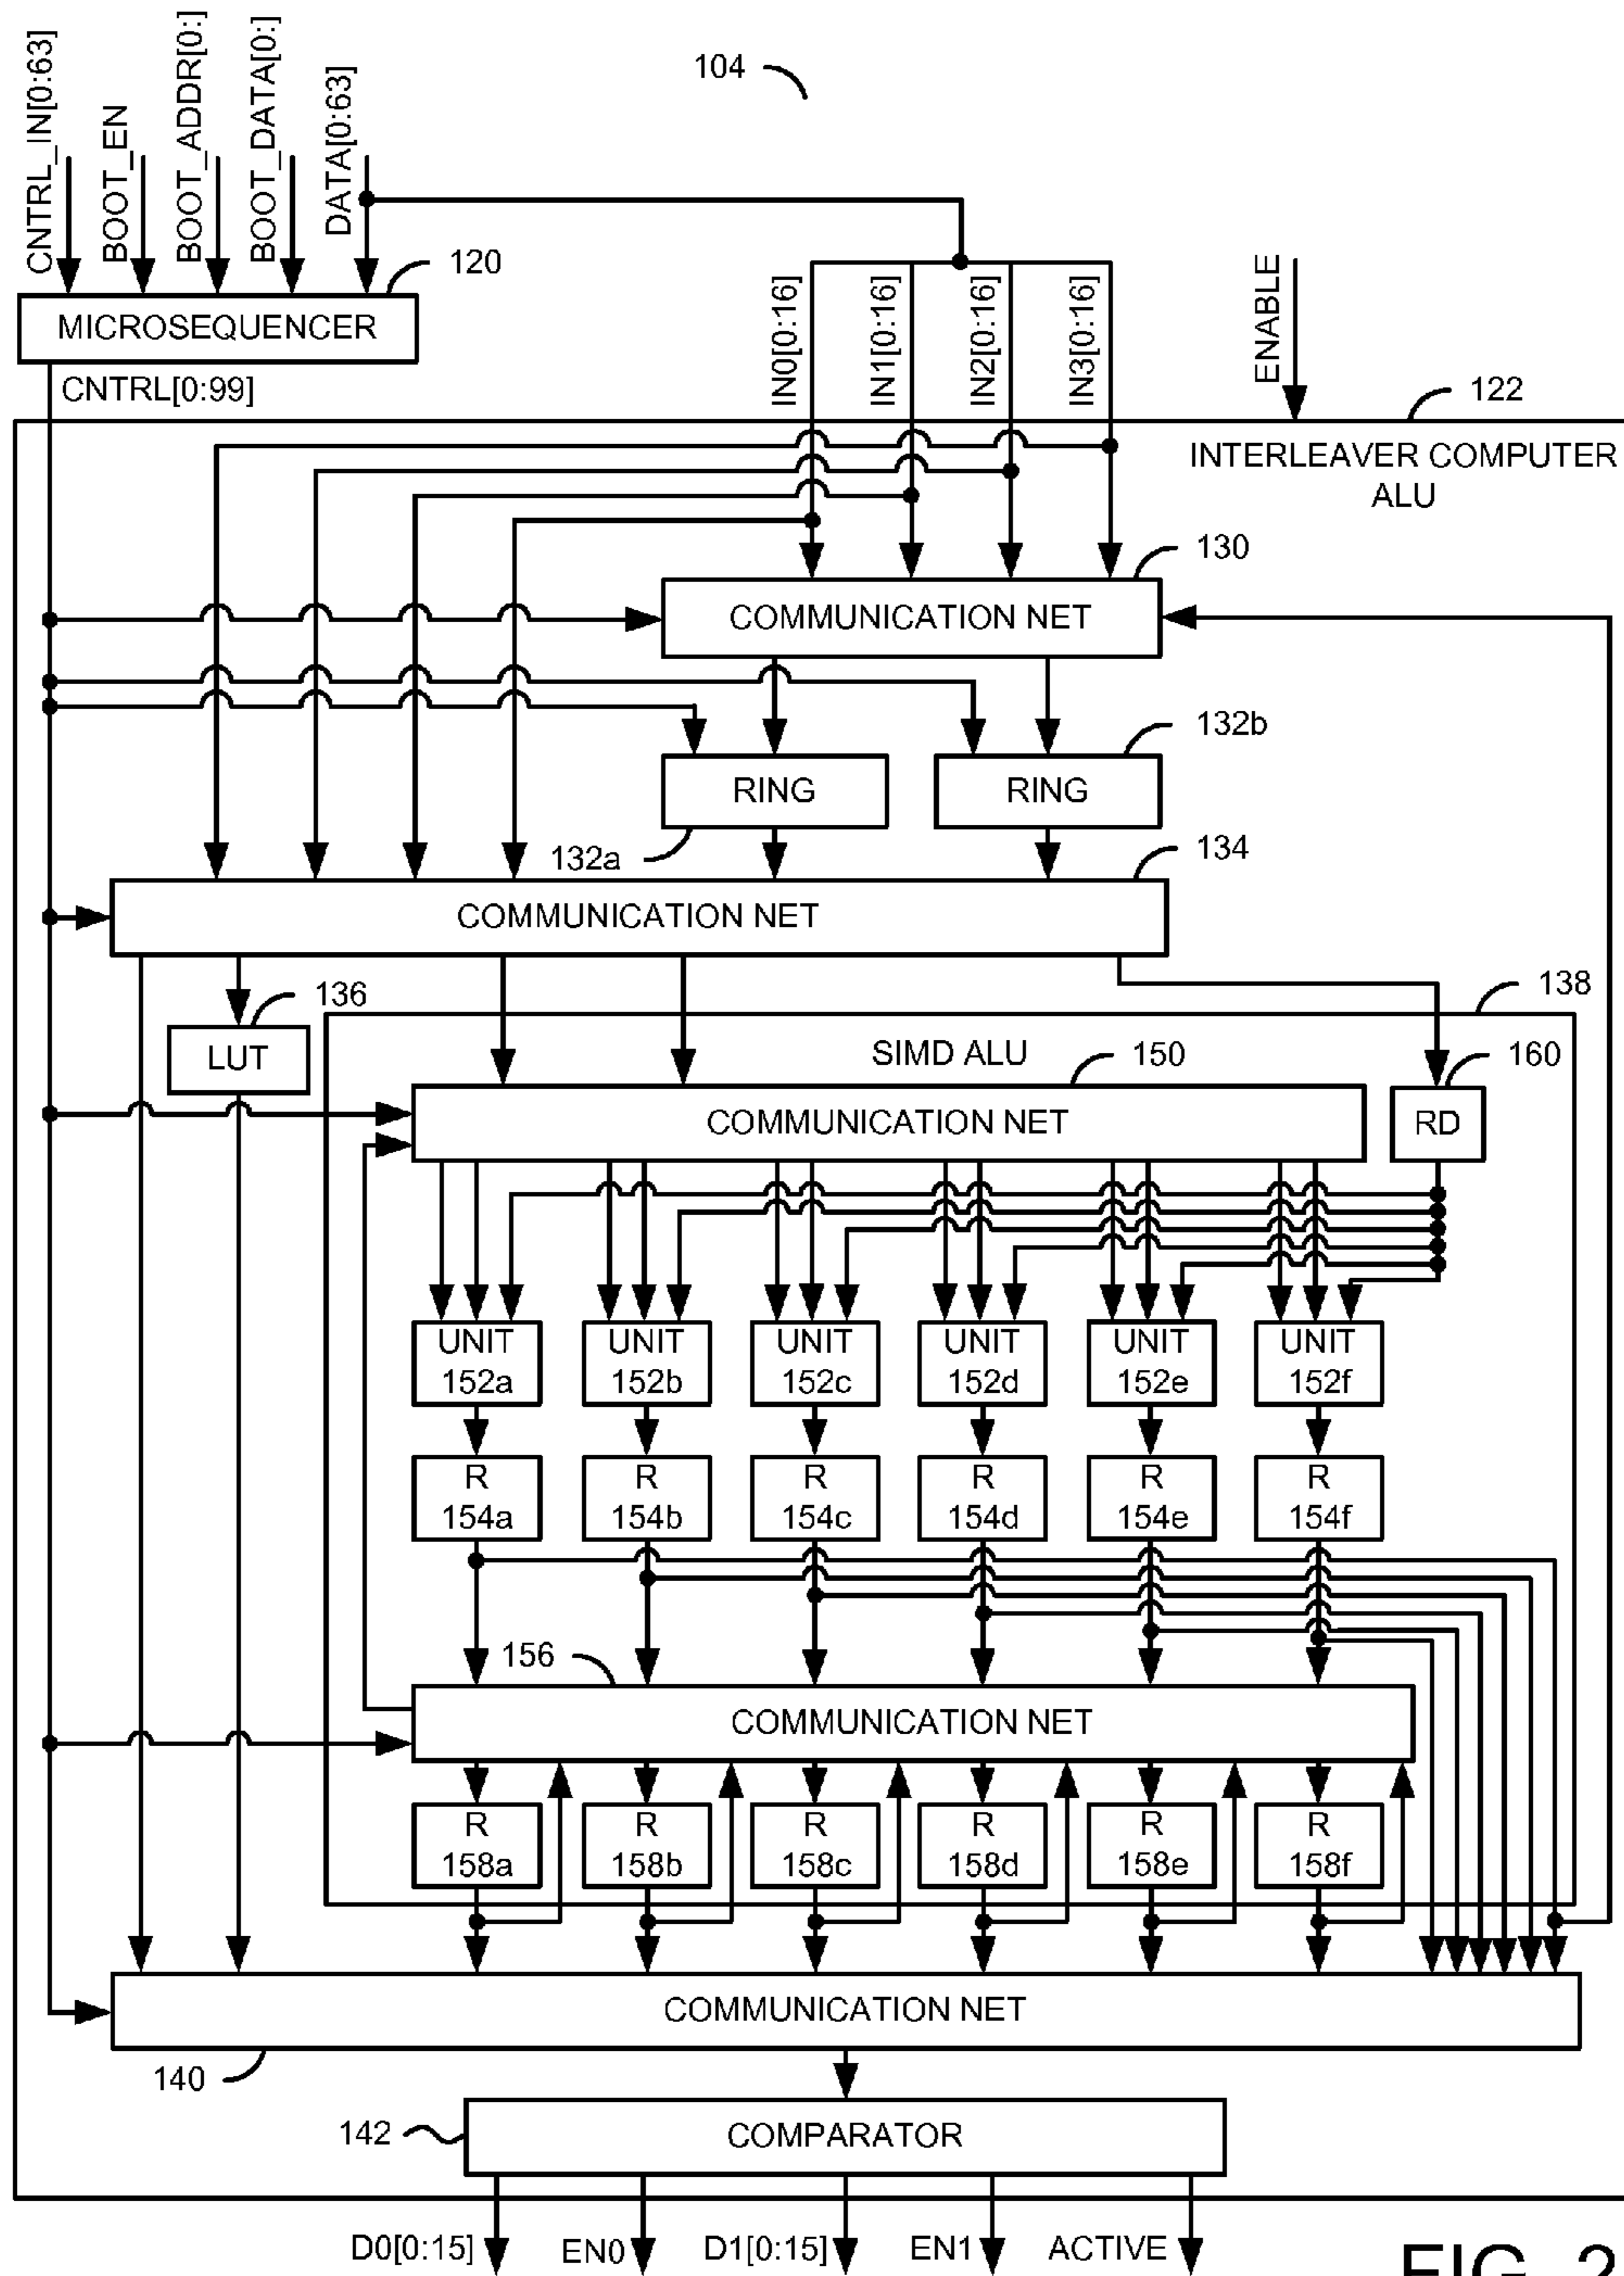 CNTRL_IN[0:63]
BOOT_EN
BOOT_ADDR[0:]
BOOT_DATA[0:]
DATA[0:63]
104
120
MICROSEQUENCER
CNTRL[0:99]
IN0[0:16]
IN1[0:16]
IN2[0:16]
IN3[0:16]
ENABLE
122
INTERLEAVER COMPUTER
ALU
130
COMMUNICATION NET
132b
RING
RING
132a
134
COMMUNICATION NET
136
LUT
138
SIMD ALU
150
160
COMMUNICATION NET
RD
UNIT
152a
UNIT
152b
UNIT
152c
UNIT
152d
UNIT
152e
UNIT
152f
R
154a
R
154b
R
154c
R
154d
R
154e
R
154f
156
COMMUNICATION NET
R
158a
R
158b
R
158c
R
158d
R
158e
R
158f
COMMUNICATION NET
140
142
COMPARATOR
D0[0:15]
EN0
D1[0:15]
EN1
ACTIVE
FIG. 2